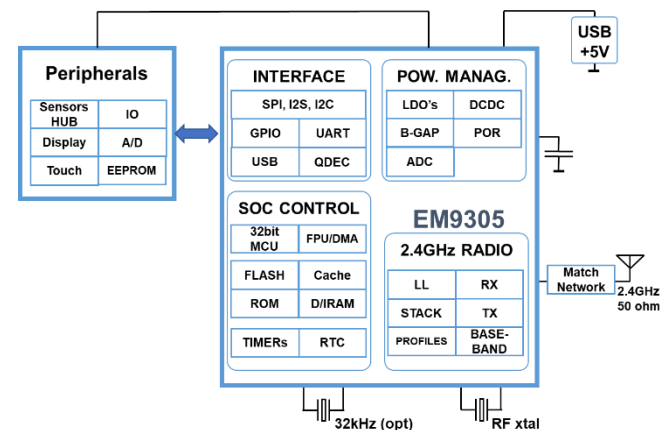 USB
+5V
Peripherals
Sensors
HUB
IO
Display
A/D
Touch
EEPROM
INTERFACE
SPI, I2S, I2C
GPIO
UART
USB
QDEC
POW. MANAG.
LDO's
DCDC
B-GAP
POR
ADC
SOC CONTROL
32bit
MCU
FPU/DMA
FLASH
Cache
ROM
D/IRAM
TIMERs
RTC
EM9305
2.4GHz RADIO
LL
RX
STACK
TX
PROFILES
BASE-
BAND
Match
Network
2.4GHz
50 ohm
32kHz (opt)
RF xtal